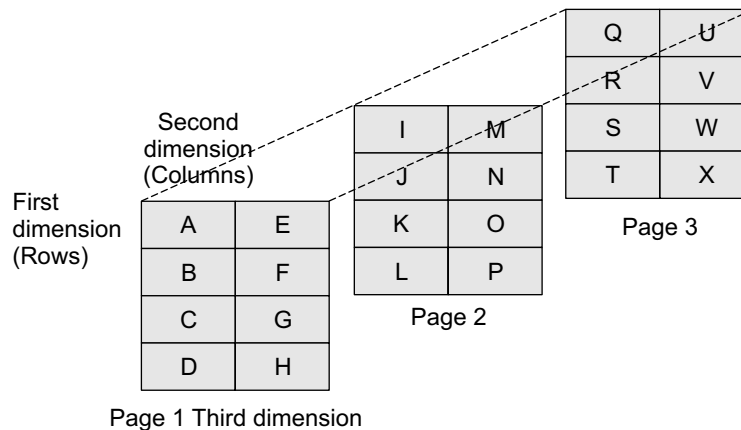 Second
dimension
(Columns)
First
dimension
(Rows)
A E
B F
C G
D H
Page 1 Third dimension
I M
J N
K O
L P
Page 2
Q U
R V
S W
T X
Page 3